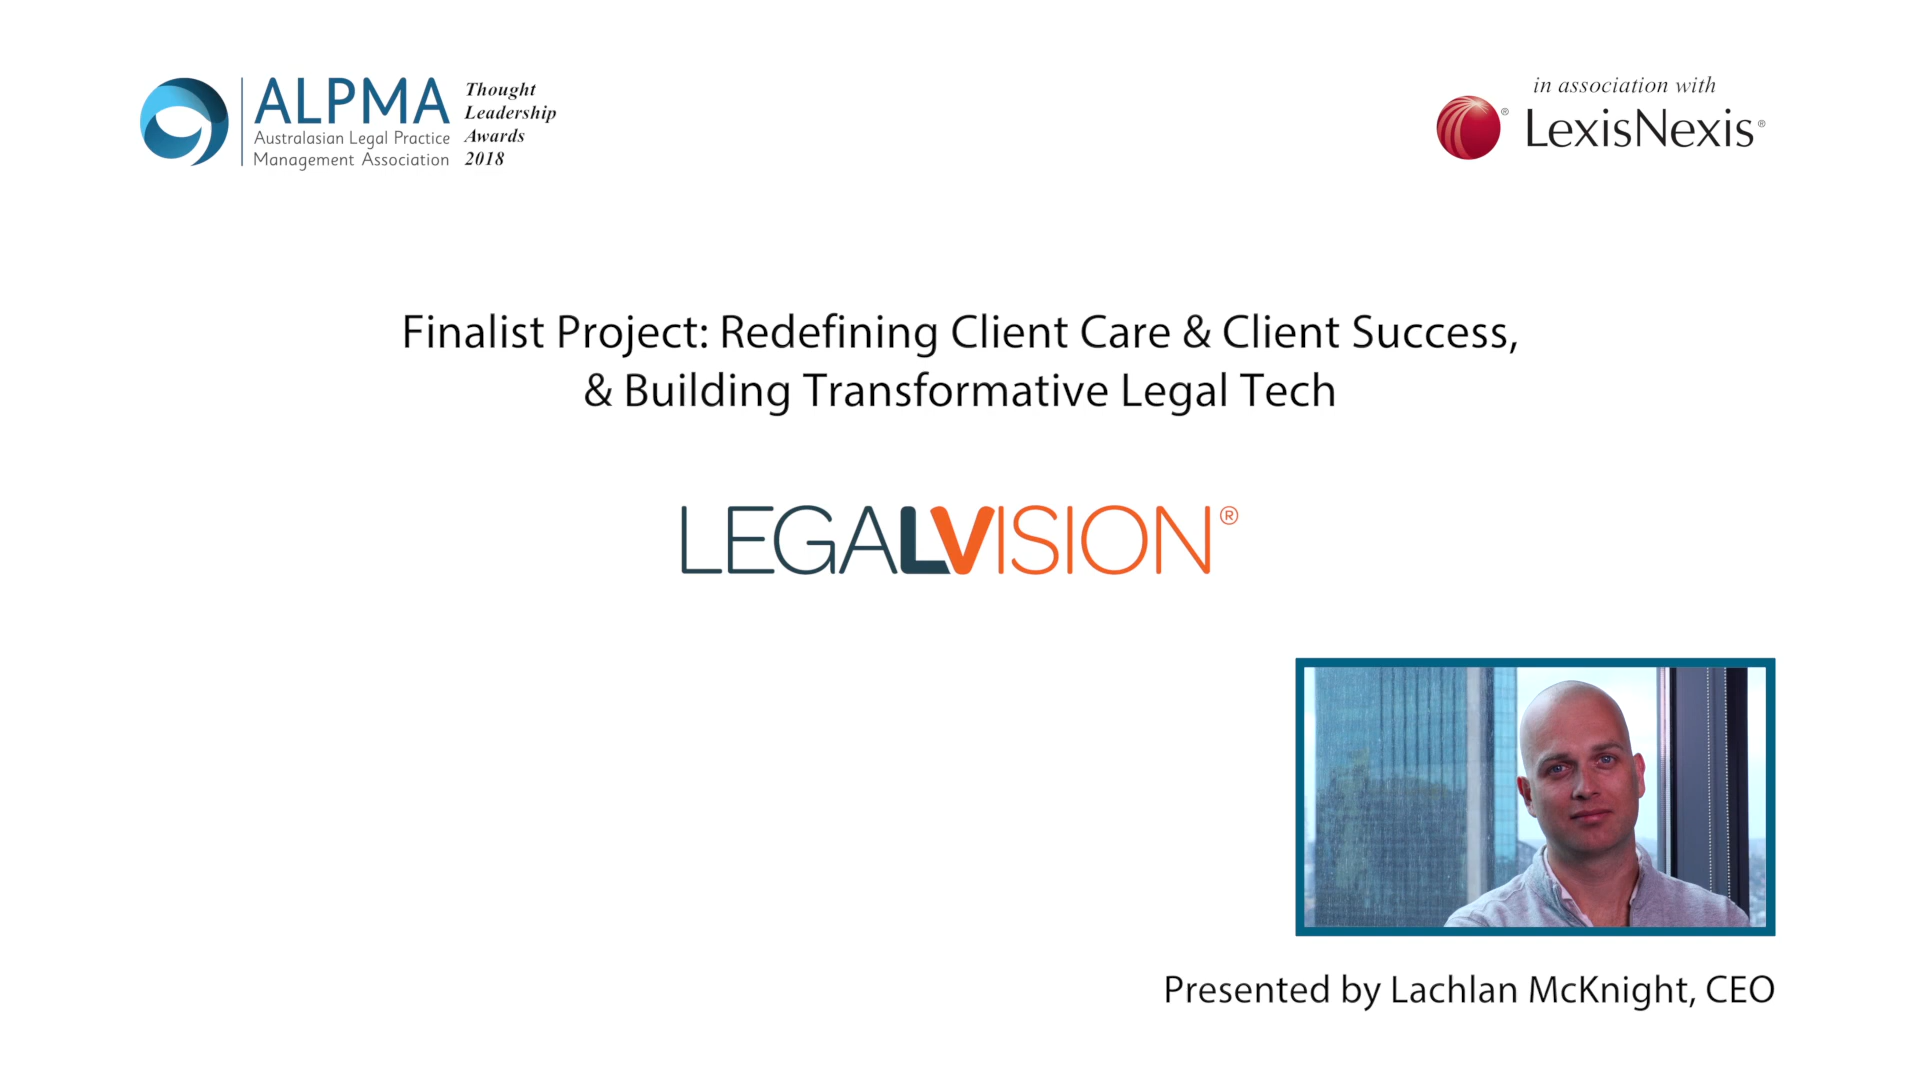 ALPMA
Australasian Legal Practice
Management Association
Thought
Leadership
Awards
2018
in association with
LexisNexis®
Finalist Project: Redefining Client Care & Client Success,
& Building Transformative Legal Tech
LEGALVISION®
Presented by Lachlan McKnight, CEO